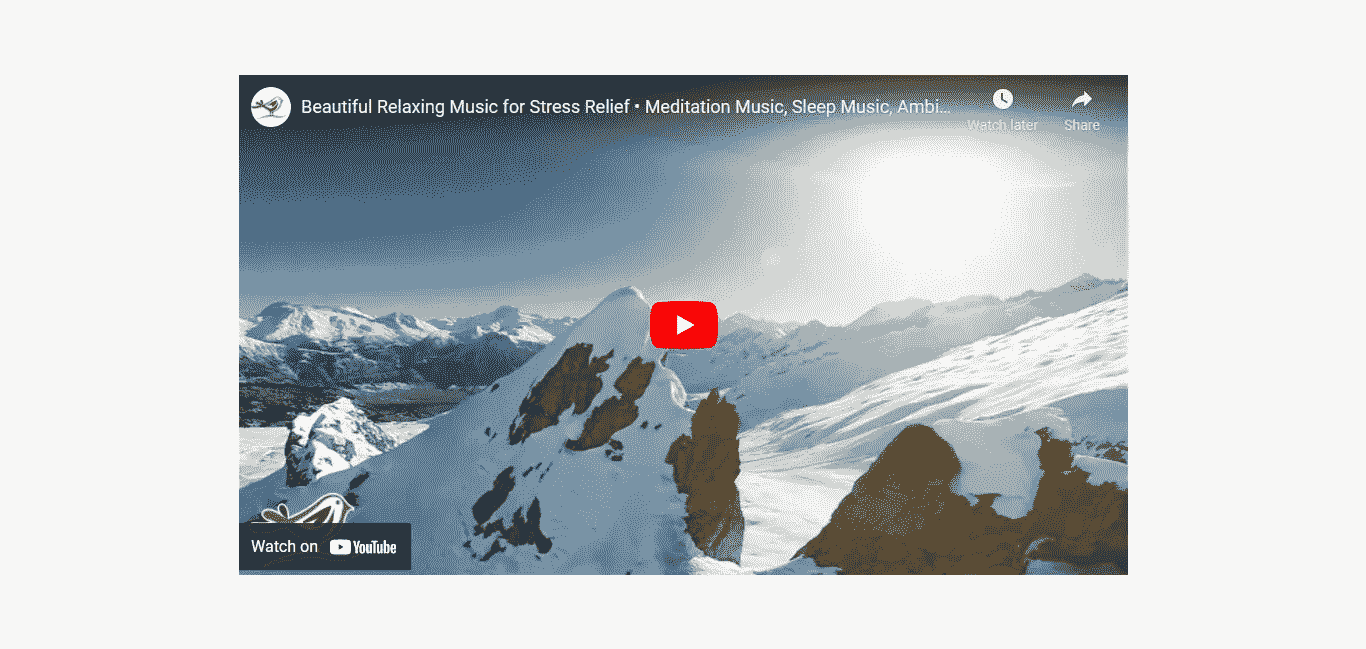 Beautiful Relaxing Music for Stress Relief • Meditation Music, Sleep Music, Ambi...
Watch later
Share
Watch on YouTube